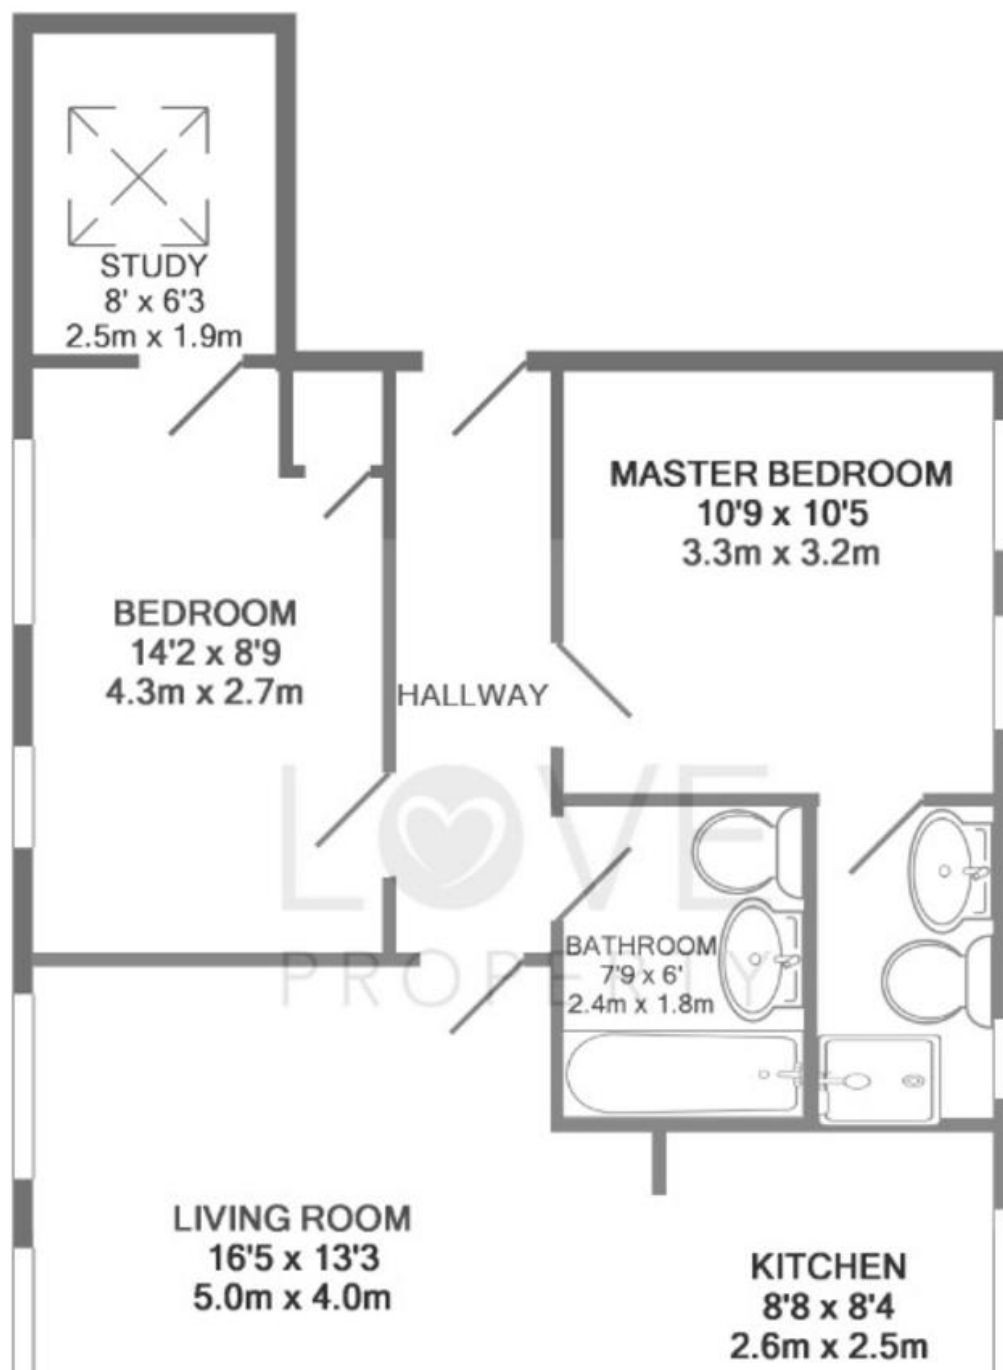 STUDY
8' x 6'3
2.5m x 1.9m
MASTER BEDROOM
10'9 x 10'5
3.3m x 3.2m
BEDROOM
14'2 x 8'9
4.3m x 2.7m
HALLWAY
LOVE
PROPERTY
BATHROOM
7'9 x 6'
2.4m x 1.8m
LIVING ROOM
16'5 x 13'3
5.0m x 4.0m
KITCHEN
8'8 x 8'4
2.6m x 2.5m